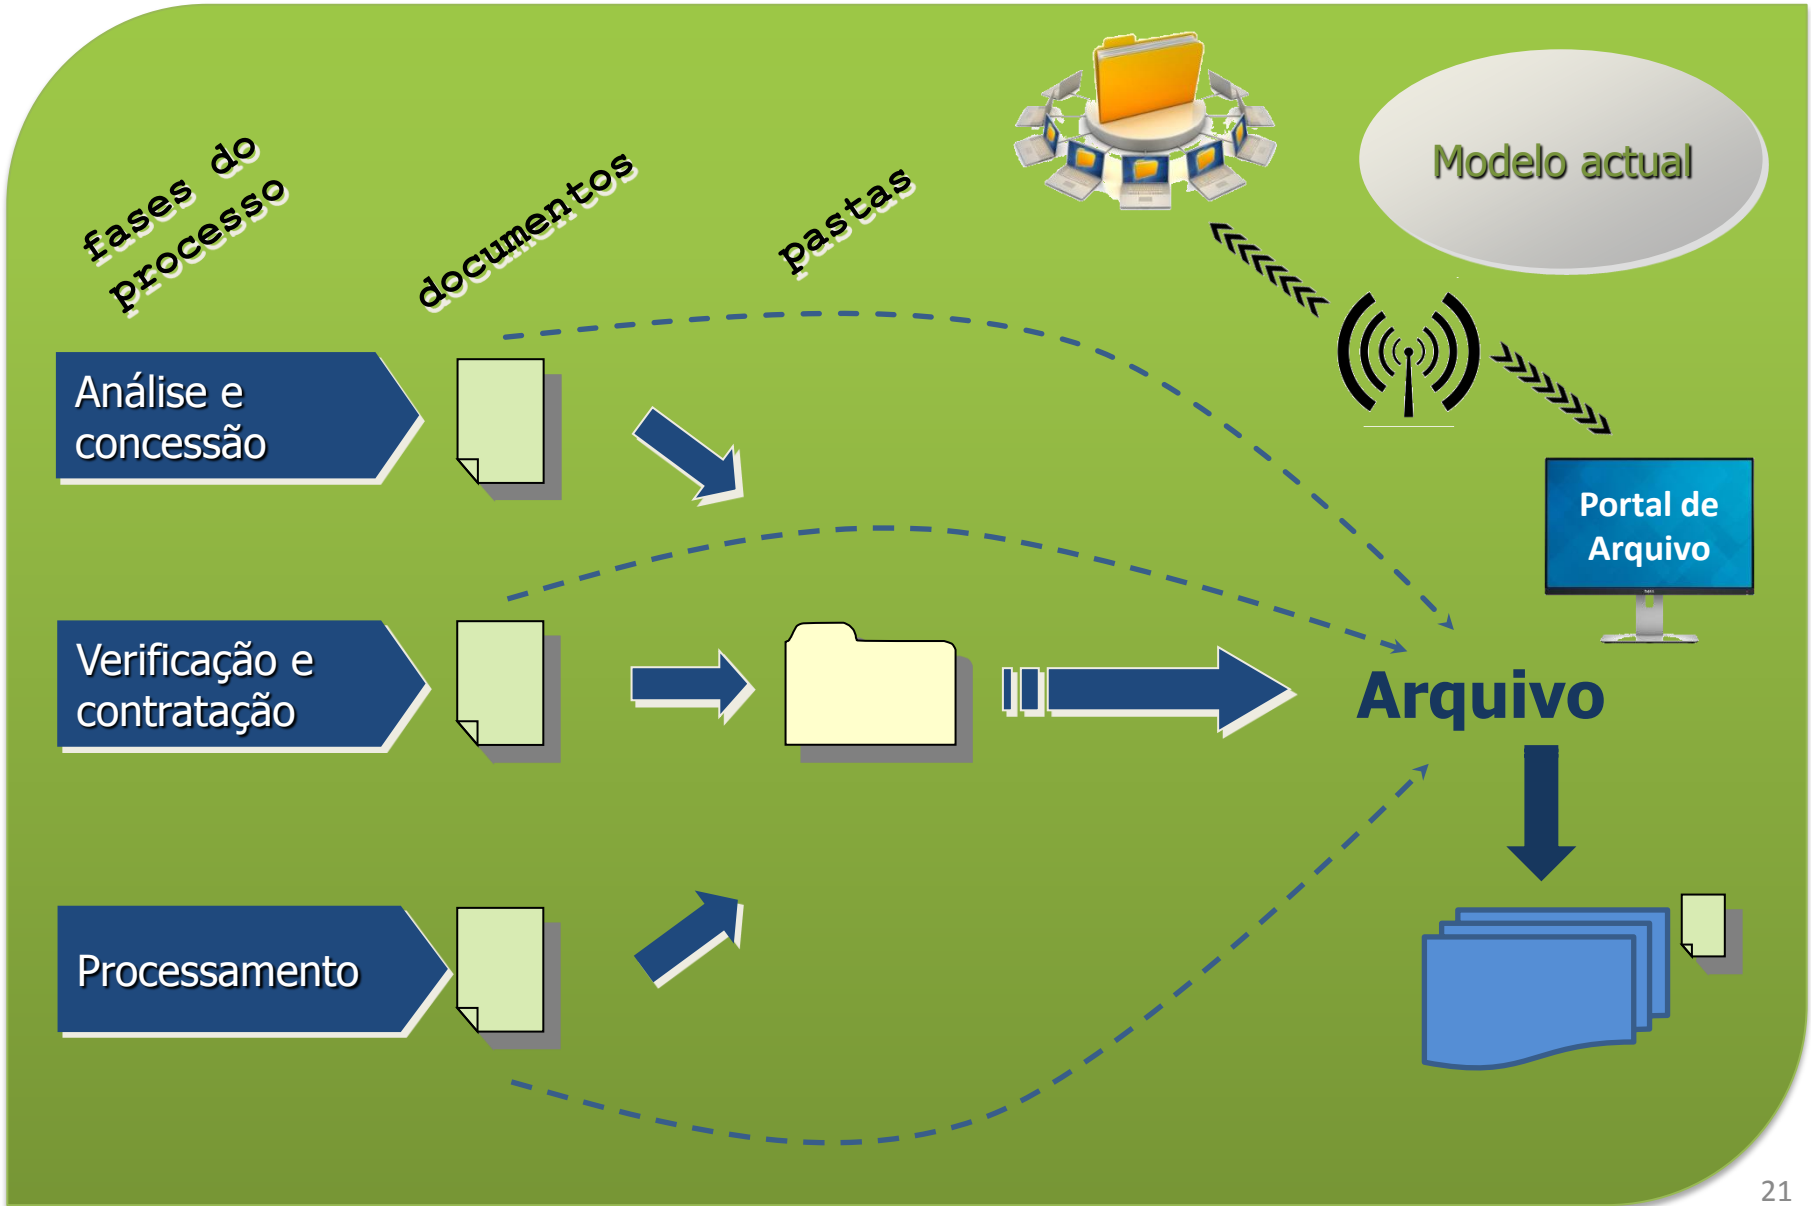 Modelo actual
fases do
processo
documentos
pastas
Análise e
concessão
Portal de
Arquivo
Verificação e
contratação
Arquivo
Processamento
21